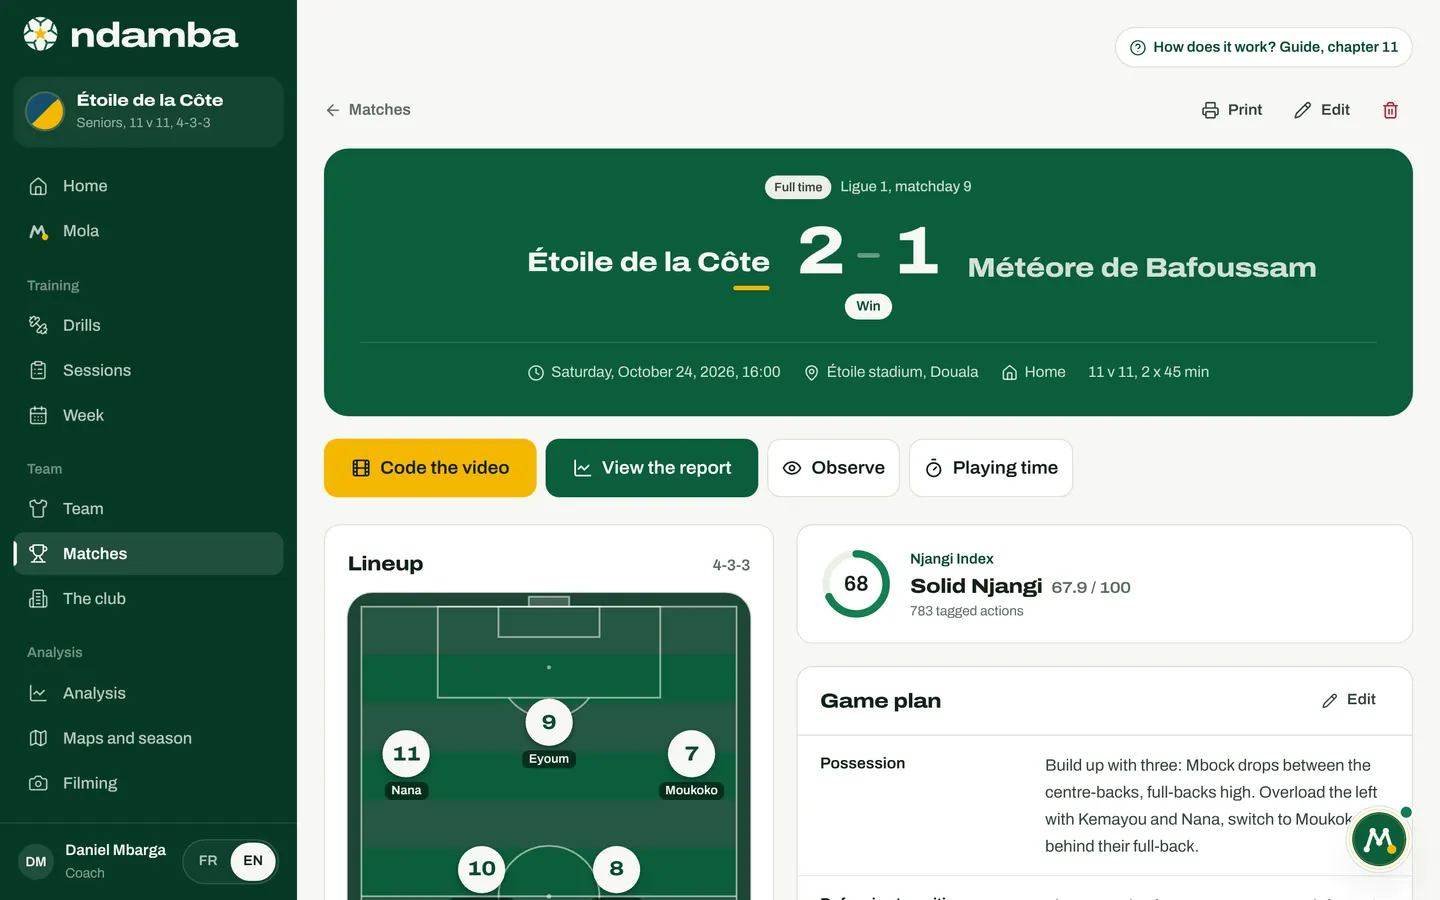 ndamba
Étoile de la Côte
Seniors, 11 v 11, 4-3-3
Home
Mola
Training
Drills
Sessions
Week
Team
Team
Matches
The club
Analysis
Analysis
Maps and season
Filming
DM
Daniel Mbarga
Coach
FR
EN
How does it work? Guide, chapter 11
Matches
Print
Edit
Full time
Ligue 1, matchday 9
Étoile de la Côte
2 – 1
Météore de Bafoussam
Win
Saturday, October 24, 2026, 16:00
Étoile stadium, Douala
Home
11 v 11, 2 x 45 min
Code the video
View the report
Observe
Playing time
Lineup
4-3-3
9
Eyoum
11
Nana
7
Moukoko
10
8
68
Njangi Index
Solid Njangi 67.9 / 100
783 tagged actions
Game plan
Edit
Possession
Build up with three: Mbock drops between the
centre-backs, full-backs high. Overload the left
with Kemayou and Nana, switch to Moukok
behind their full-back.